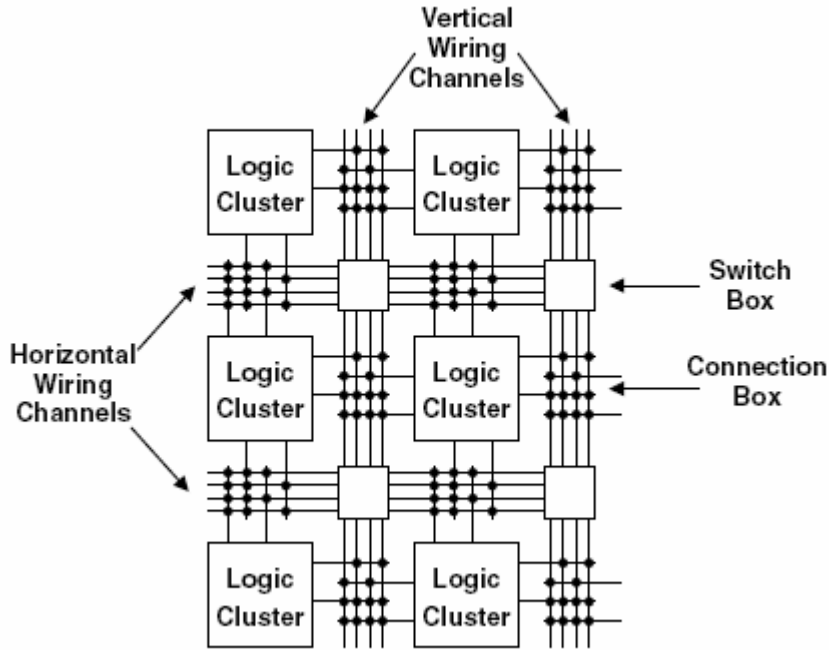 Vertical
Wiring
Channels
Logic
Cluster
Logic
Cluster
Switch
Box
Horizontal
Wiring
Channels
Logic
Cluster
Logic
Cluster
Connection
Box
Logic
Cluster
Logic
Cluster